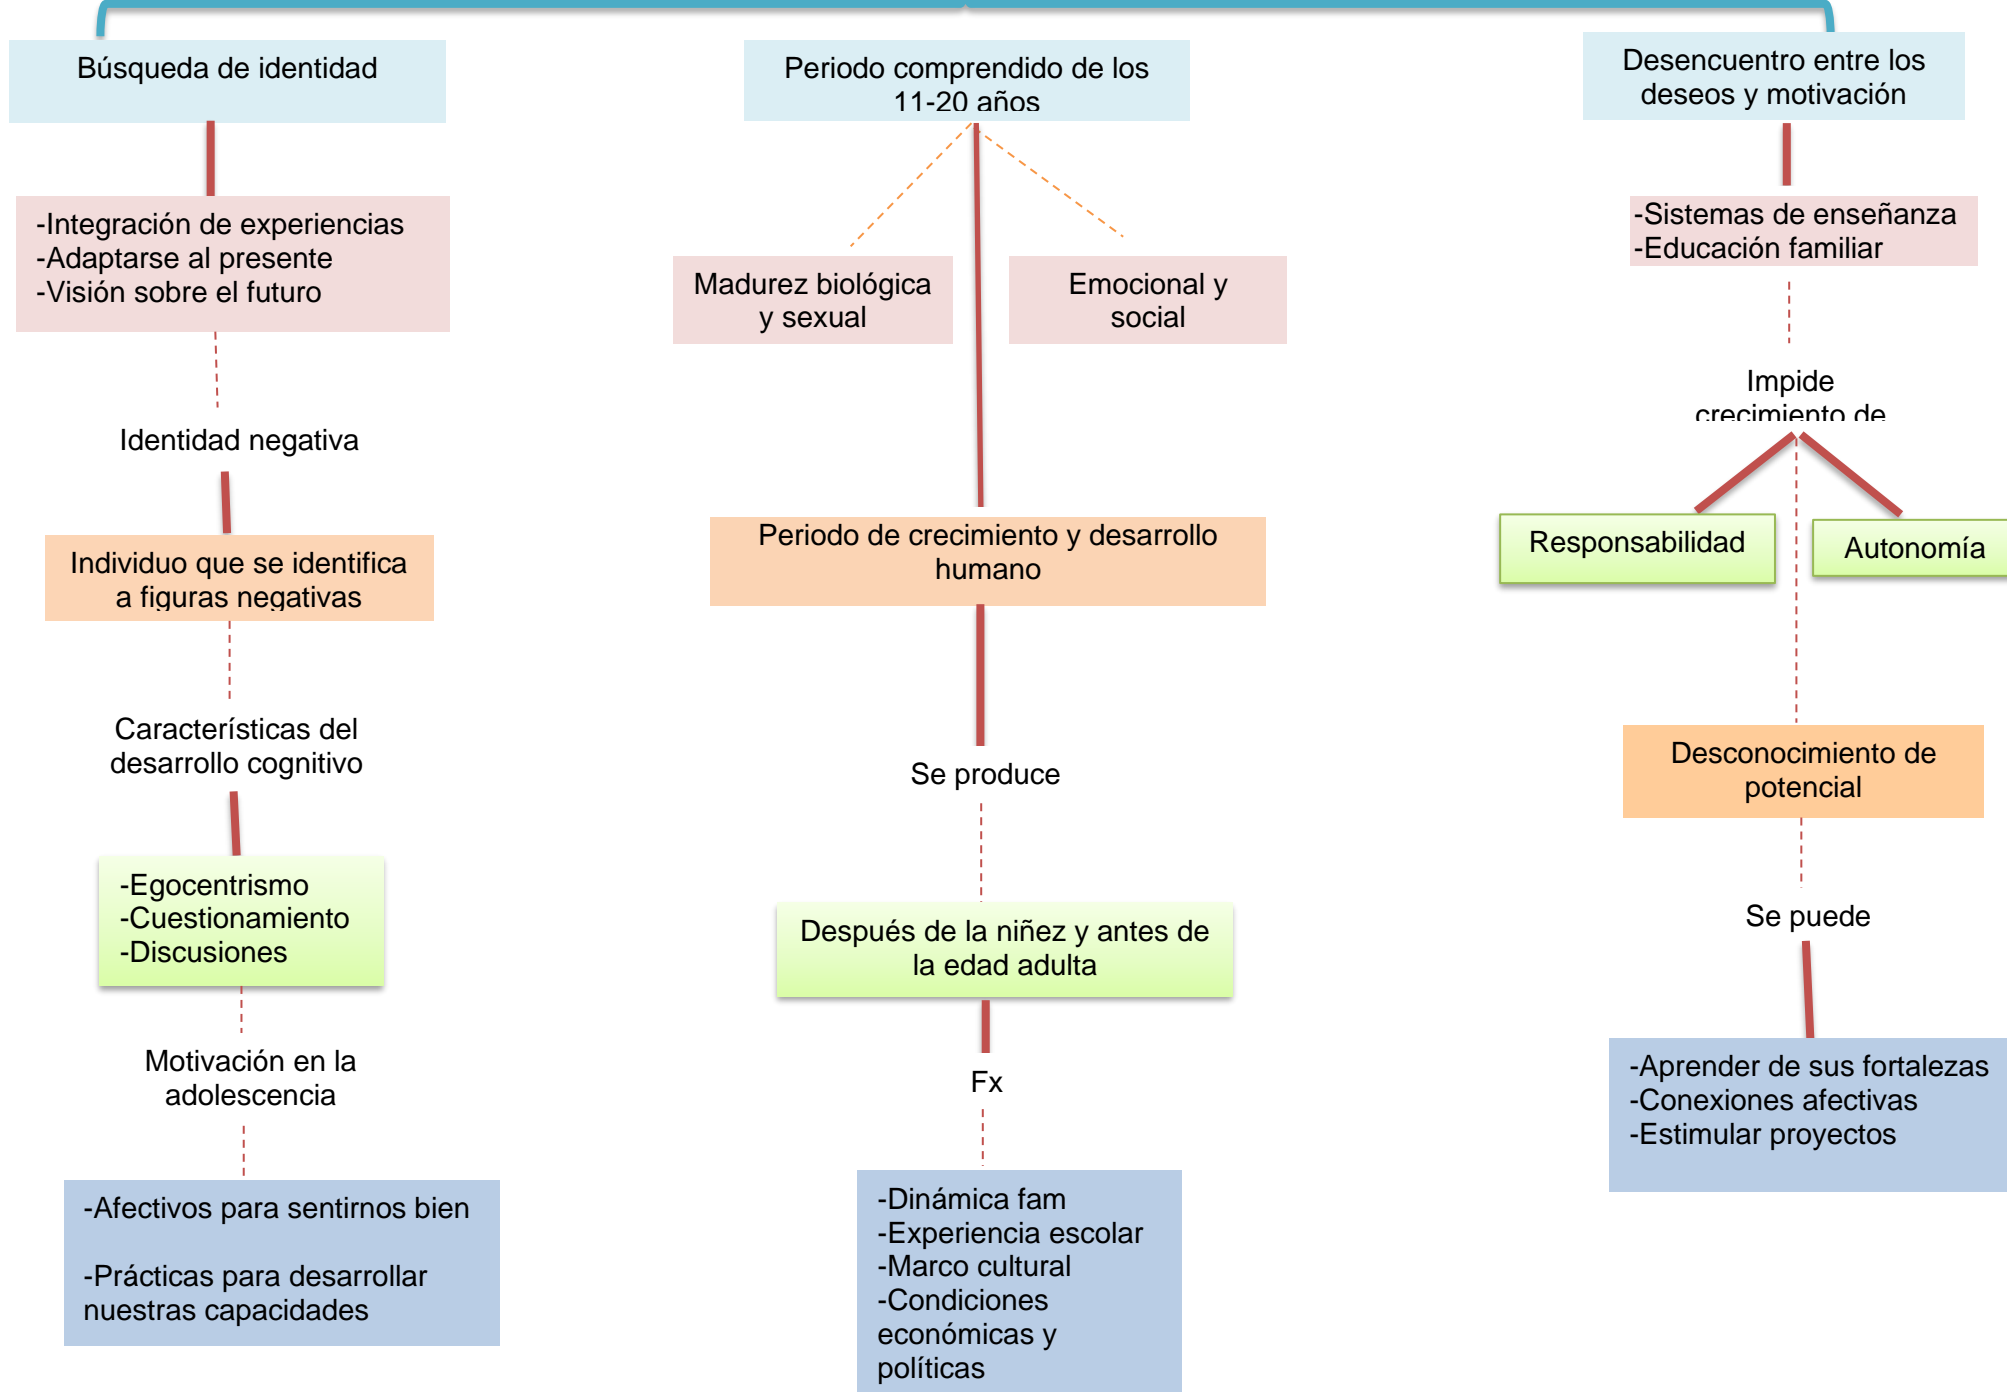 Búsqueda de identidad
-Integración de experiencias
-Adaptarse al presente
-Visión sobre el futuro
Identidad negativa
Individuo que se identifica
a figuras negativas
Características del
desarrollo cognitivo
-Egocentrismo
-Cuestionamiento
-Discusiones
Motivación en la
adolescencia
-Afectivos para sentirnos bien
-Prácticas para desarrollar
nuestras capacidades
Periodo comprendido de los
11-20 años
Madurez biológica
y sexual
Emocional y
social
Periodo de crecimiento y desarrollo
humano
Se produce
Después de la niñez y antes de
la edad adulta
Fx
-Dinámica fam
-Experiencia escolar
-Marco cultural
-Condiciones
económicas y
políticas
Desencuentro entre los
deseos y motivación
-Sistemas de enseñanza
-Educación familiar
Impide
crecimiento de
Responsabilidad
Autonomía
Desconocimiento de
potencial
Se puede
-Aprender de sus fortalezas
-Conexiones afectivas
-Estimular proyectos